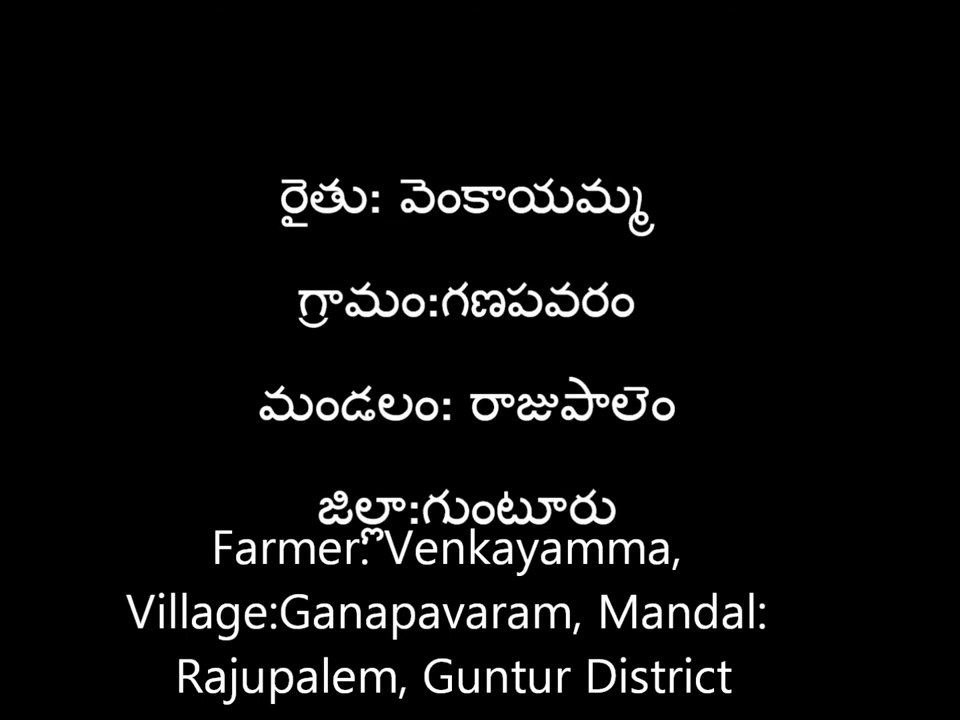 రైతు: వెంకాయమ్మ
గ్రామం:గణపవరం
మండలం: రాజుపాలెం
జిల్లా:గుంటూరు
Farmer: Venkayamma,
Village:Ganapavaram, Mandal:
Rajupalem, Guntur District